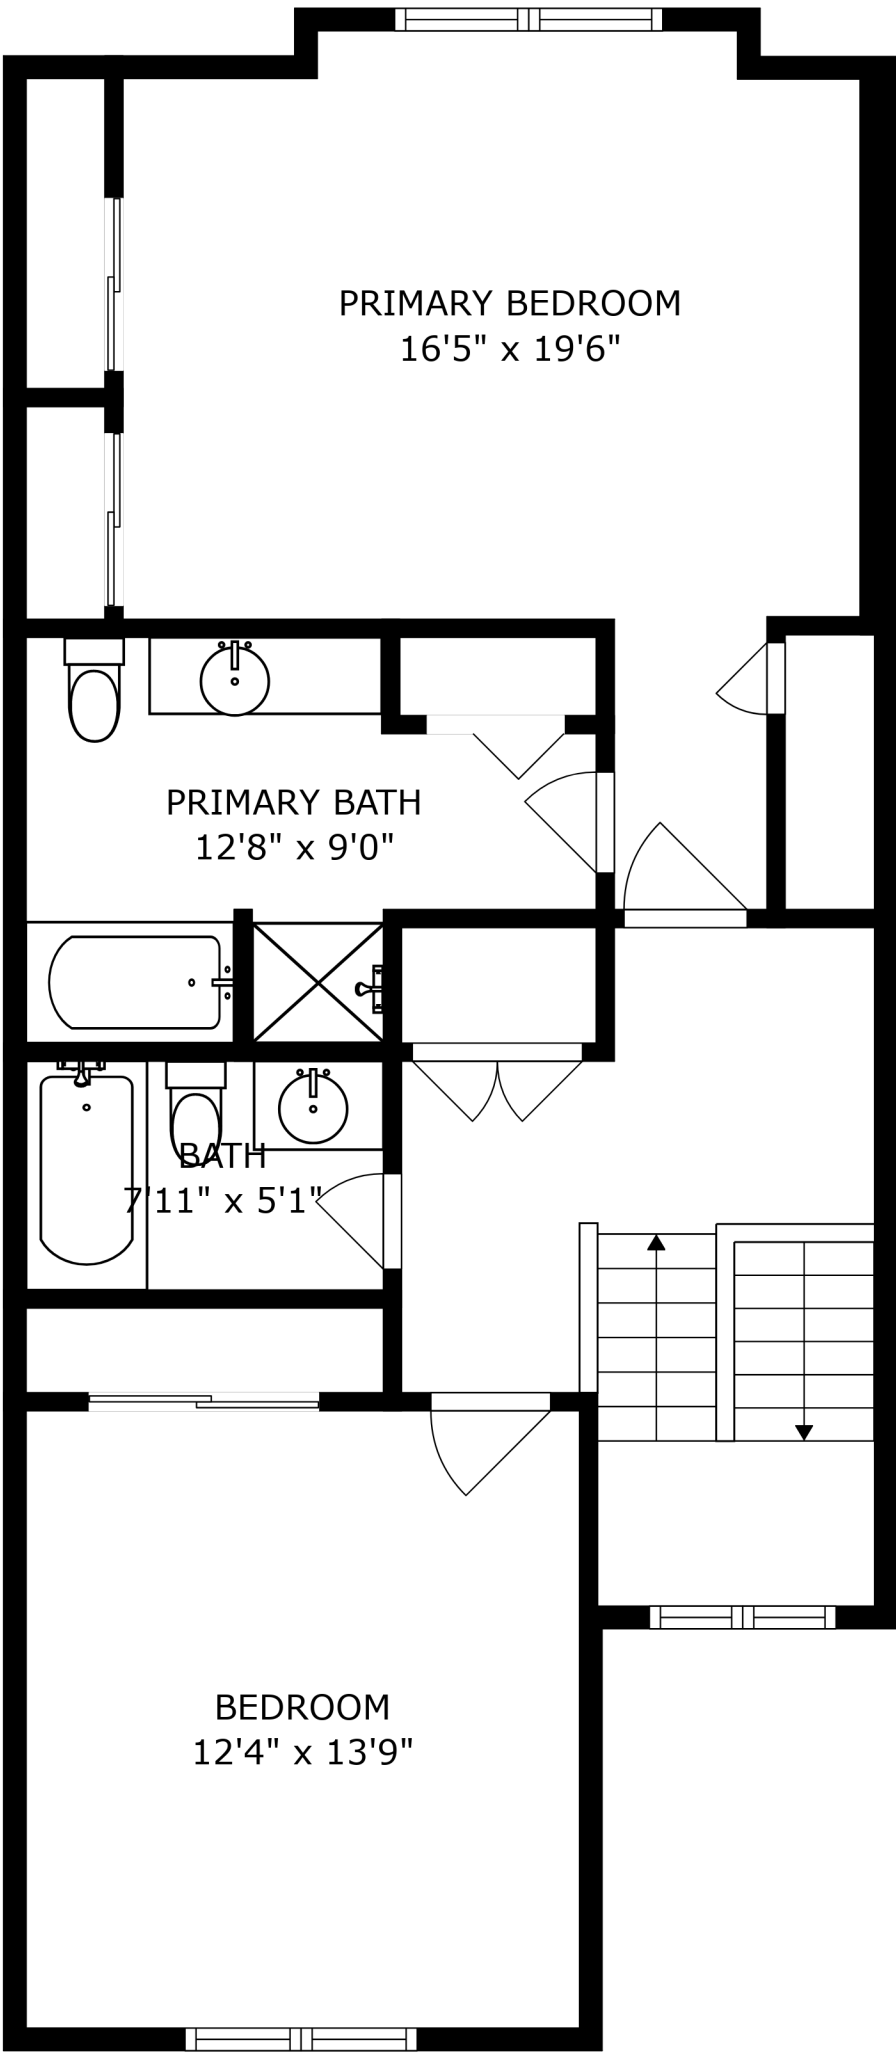 PRIMARY BEDROOM
16'5" x 19'6"
PRIMARY BATH
12'8" x 9'0"
BATH
7'11" x 5'1"
BEDROOM
12'4" x 13'9"